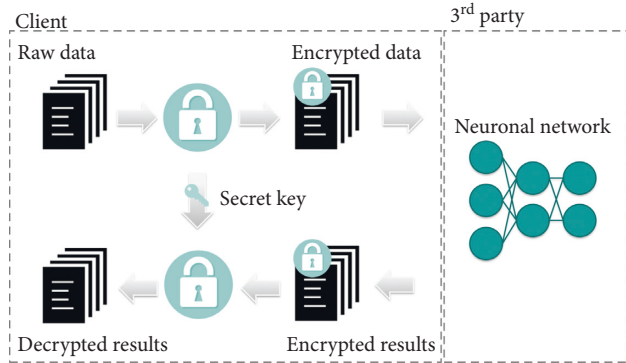 Client
3rd party
Raw data
Encrypted data
Neuronal network
Secret key
Decrypted results
Encrypted results